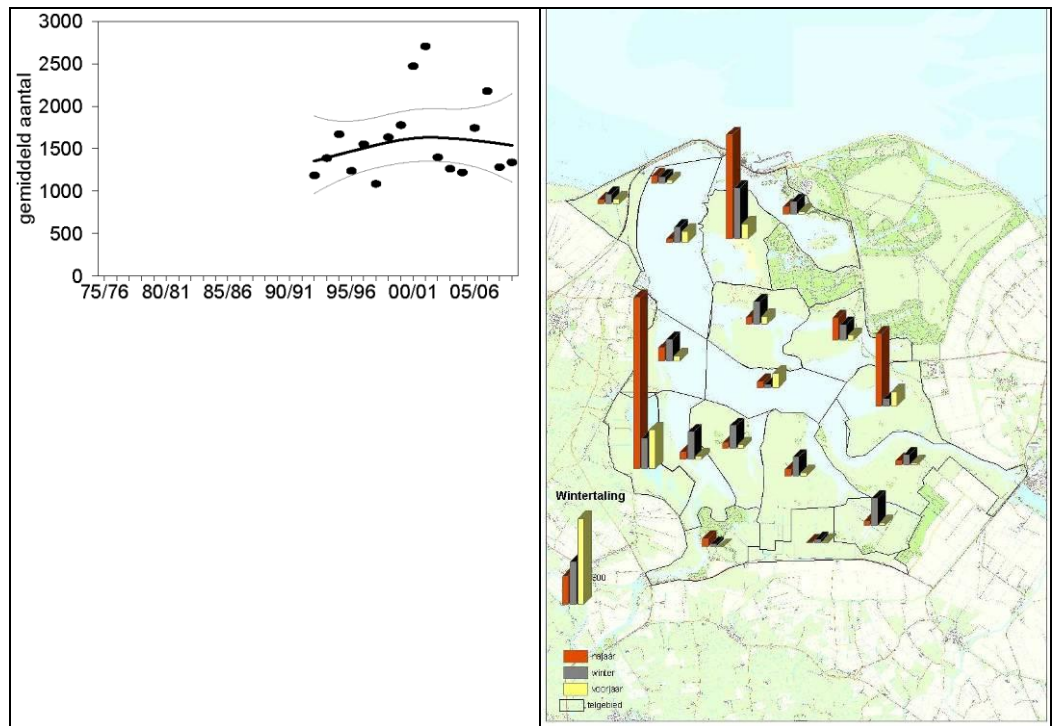 gemiddeld aantal
3000
2500
2000
1500
1000
500
0
75/76 80/81 85/86 90/91 95/96 00/01 05/06
Wintertaling
najaar
winter
voorjaar
telgebied